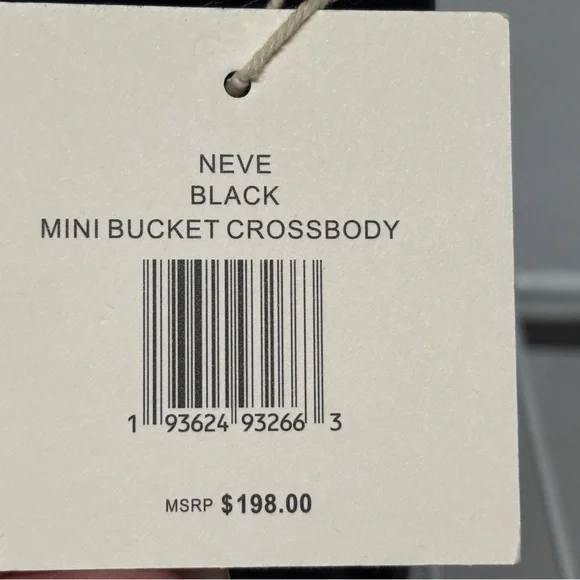 NEVE
BLACK
MINI BUCKET CROSSBODY
1 93624 93266 3
MSRP $198.00